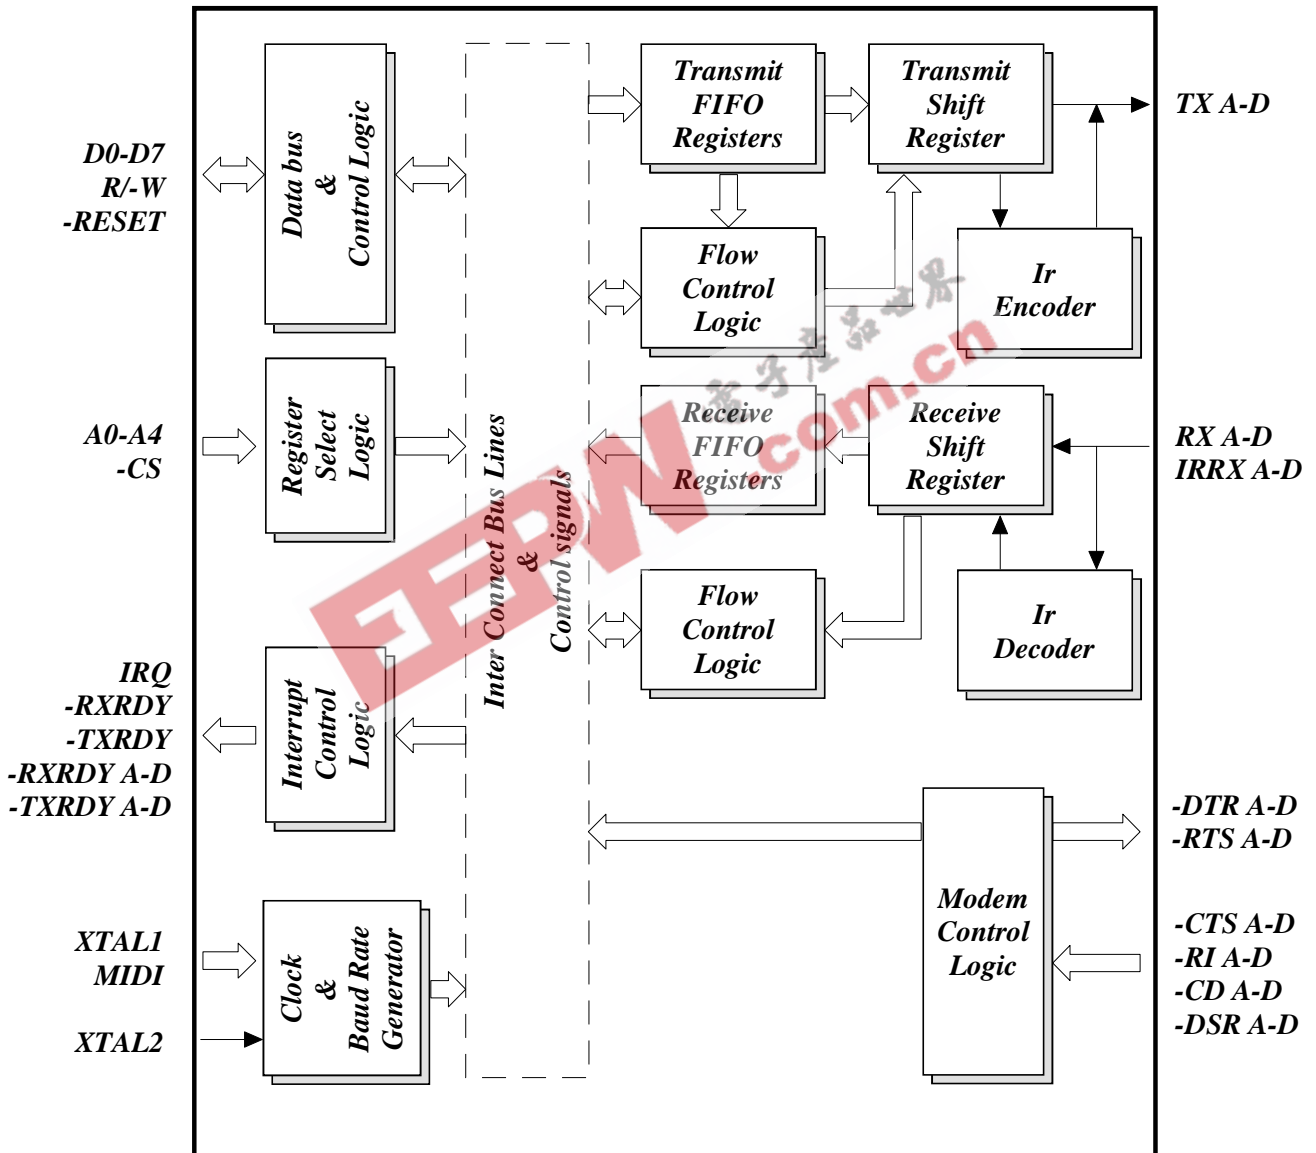 D0-D7
R/-W
-RESET
Data bus
&
Control Logic
A0-A4
-CS
Register
Select
Logic
IRQ
-RXRDY
-TXRDY
-RXRDY A-D
-TXRDY A-D
Interrupt
Control
Logic
XTAL1
MIDI
XTAL2
Clock
&
Baud Rate
Generator
Inter Connect Bus Lines
&
Control signals
Transmit
FIFO
Registers
Transmit
Shift
Register
TX A-D
Flow
Control
Logic
Ir
Encoder
Receive
FIFO
Registers
Receive
Shift
Register
RX A-D
IRRX A-D
Flow
Control
Logic
Ir
Decoder
Modem
Control
Logic
-DTR A-D
-RTS A-D
-CTS A-D
-RI A-D
-CD A-D
-DSR A-D
電子產品世界
EEPW
.com.cn